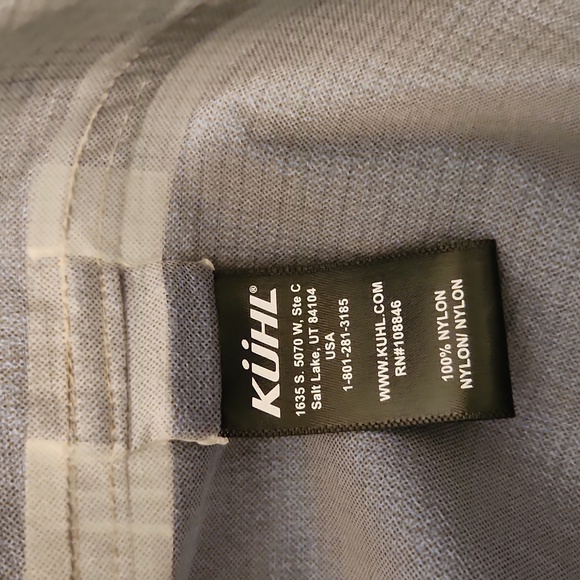 KÜHL®
1635 S. 5070 W, Ste C
Salt Lake, UT 84104
USA
1-801-281-3185
WWW.KUHL.COM
RN#108846
100% NYLON
NYLON/ NYLON